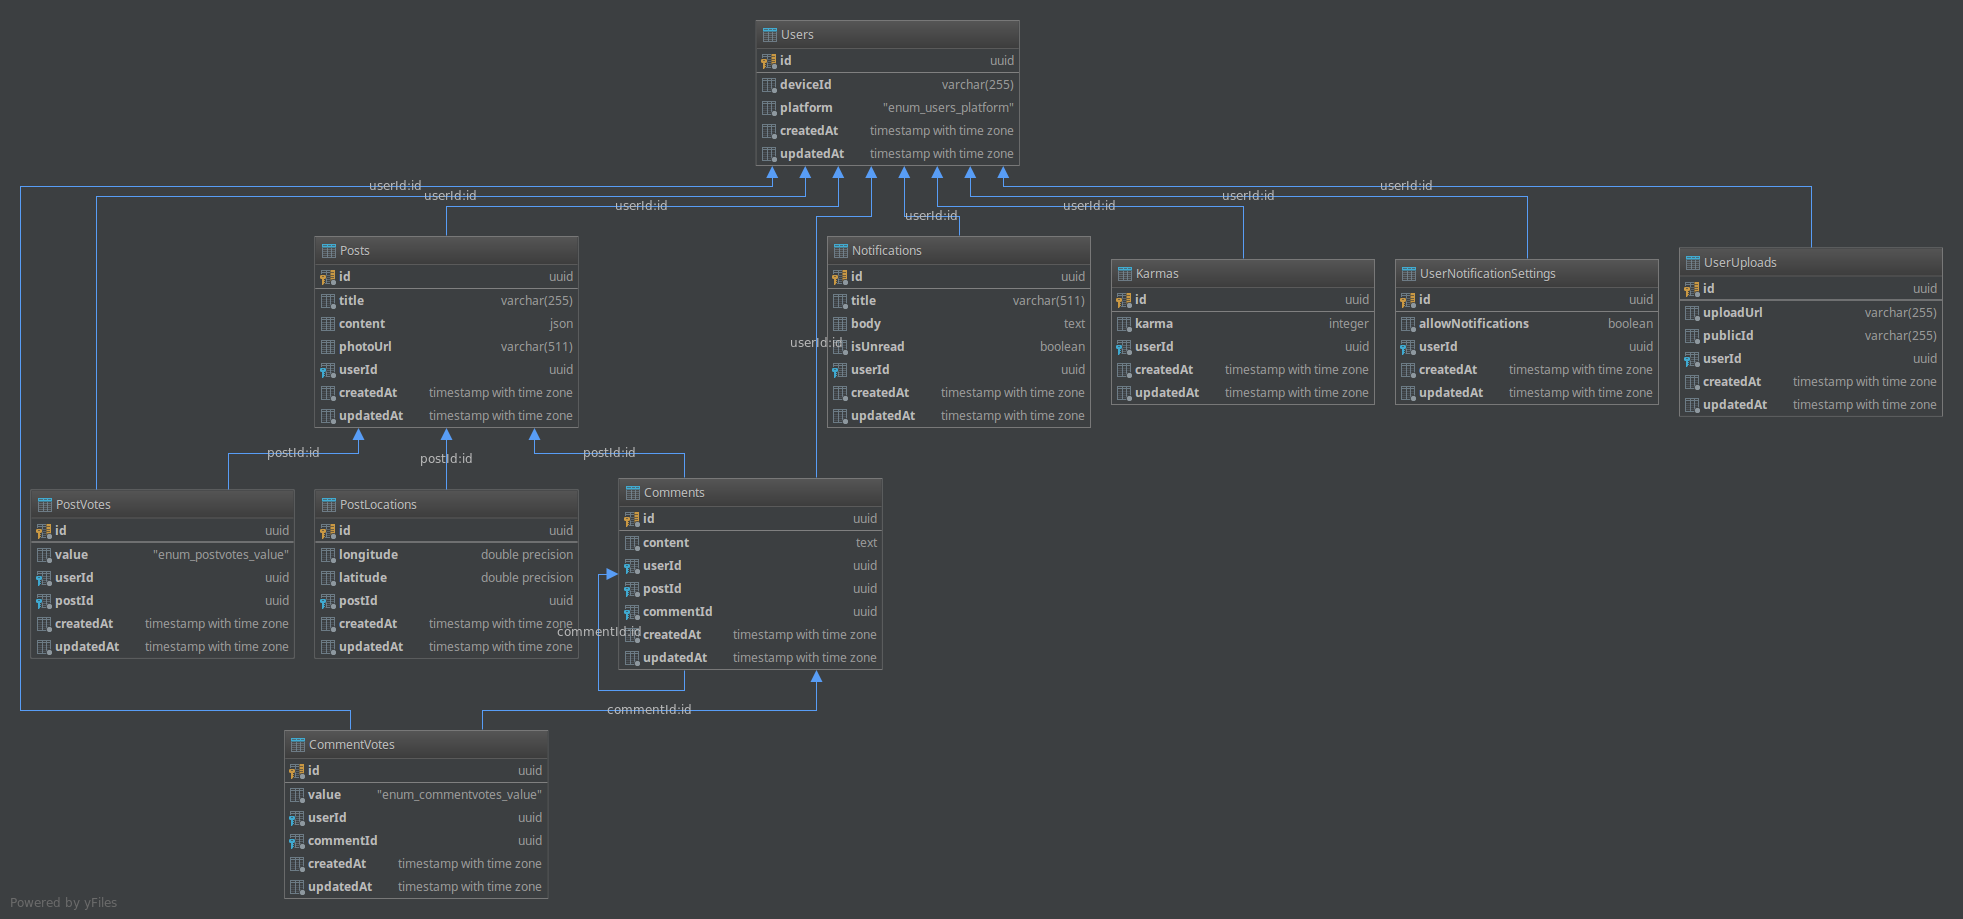 Users
id uuid
deviceId varchar(255)
platform "enum_users_platform"
createdAt timestamp with time zone
updatedAt timestamp with time zone
userId:id
userId:id
userId:id
userId:id
userId:id
userId:id
userId:id
userId:id
Posts
id uuid
title varchar(255)
content json
photoUrl varchar(511)
userId uuid
createdAt timestamp with time zone
updatedAt timestamp with time zone
Notifications
id uuid
title varchar(511)
body text
isUnread boolean
userId uuid
createdAt timestamp with time zone
updatedAt timestamp with time zone
Karmas
id uuid
karma integer
userId uuid
createdAt timestamp with time zone
updatedAt timestamp with time zone
UserNotificationSettings
id uuid
allowNotifications boolean
userId uuid
createdAt timestamp with time zone
updatedAt timestamp with time zone
UserUploads
id uuid
uploadUrl varchar(255)
publicId varchar(255)
userId uuid
createdAt timestamp with time zone
updatedAt timestamp with time zone
postId:id
postId:id
postId:id
PostVotes
id uuid
value "enum_postvotes_value"
userId uuid
postId uuid
createdAt timestamp with time zone
updatedAt timestamp with time zone
PostLocations
id uuid
longitude double precision
latitude double precision
postId uuid
createdAt timestamp with time zone
updatedAt timestamp with time zone
Comments
id uuid
content text
userId uuid
postId uuid
commentId uuid
createdAt timestamp with time zone
updatedAt timestamp with time zone
commentId:id
commentId:id
CommentVotes
id uuid
value "enum_commentvotes_value"
userId uuid
commentId uuid
createdAt timestamp with time zone
updatedAt timestamp with time zone
Powered by yFiles